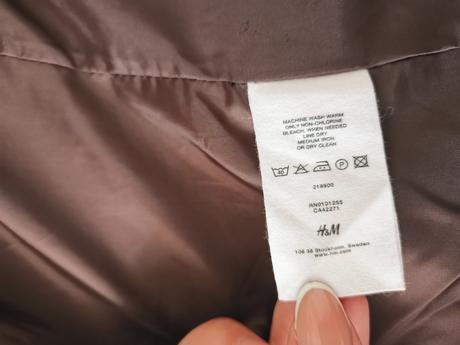 MACHINE WASH WARM
ONLY NON-CHLORINE
BLEACH, WHEN NEEDED
LINE DRY
MEDIUM IRON
OR DRY CLEAN
40 P
218900
RN0101255
CA42271
H&M
106 38 Stockholm, Sweden
www.hm.com